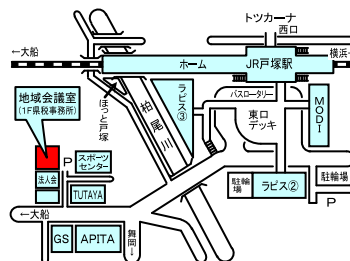 トツカーナ
西口
←大船
横浜→
ホーム
JR戸塚駅
地域会議室
(1F県税事務所)
ほっと戸塚
柏尾川
ラピス③
バスロータリー
東口
デッキ
MODI
P
スポーツ
センター
法人会
TUTAYA
駐輪場
ラピス②
駐輪場
P
←大船
GS
APITA
舞岡↓